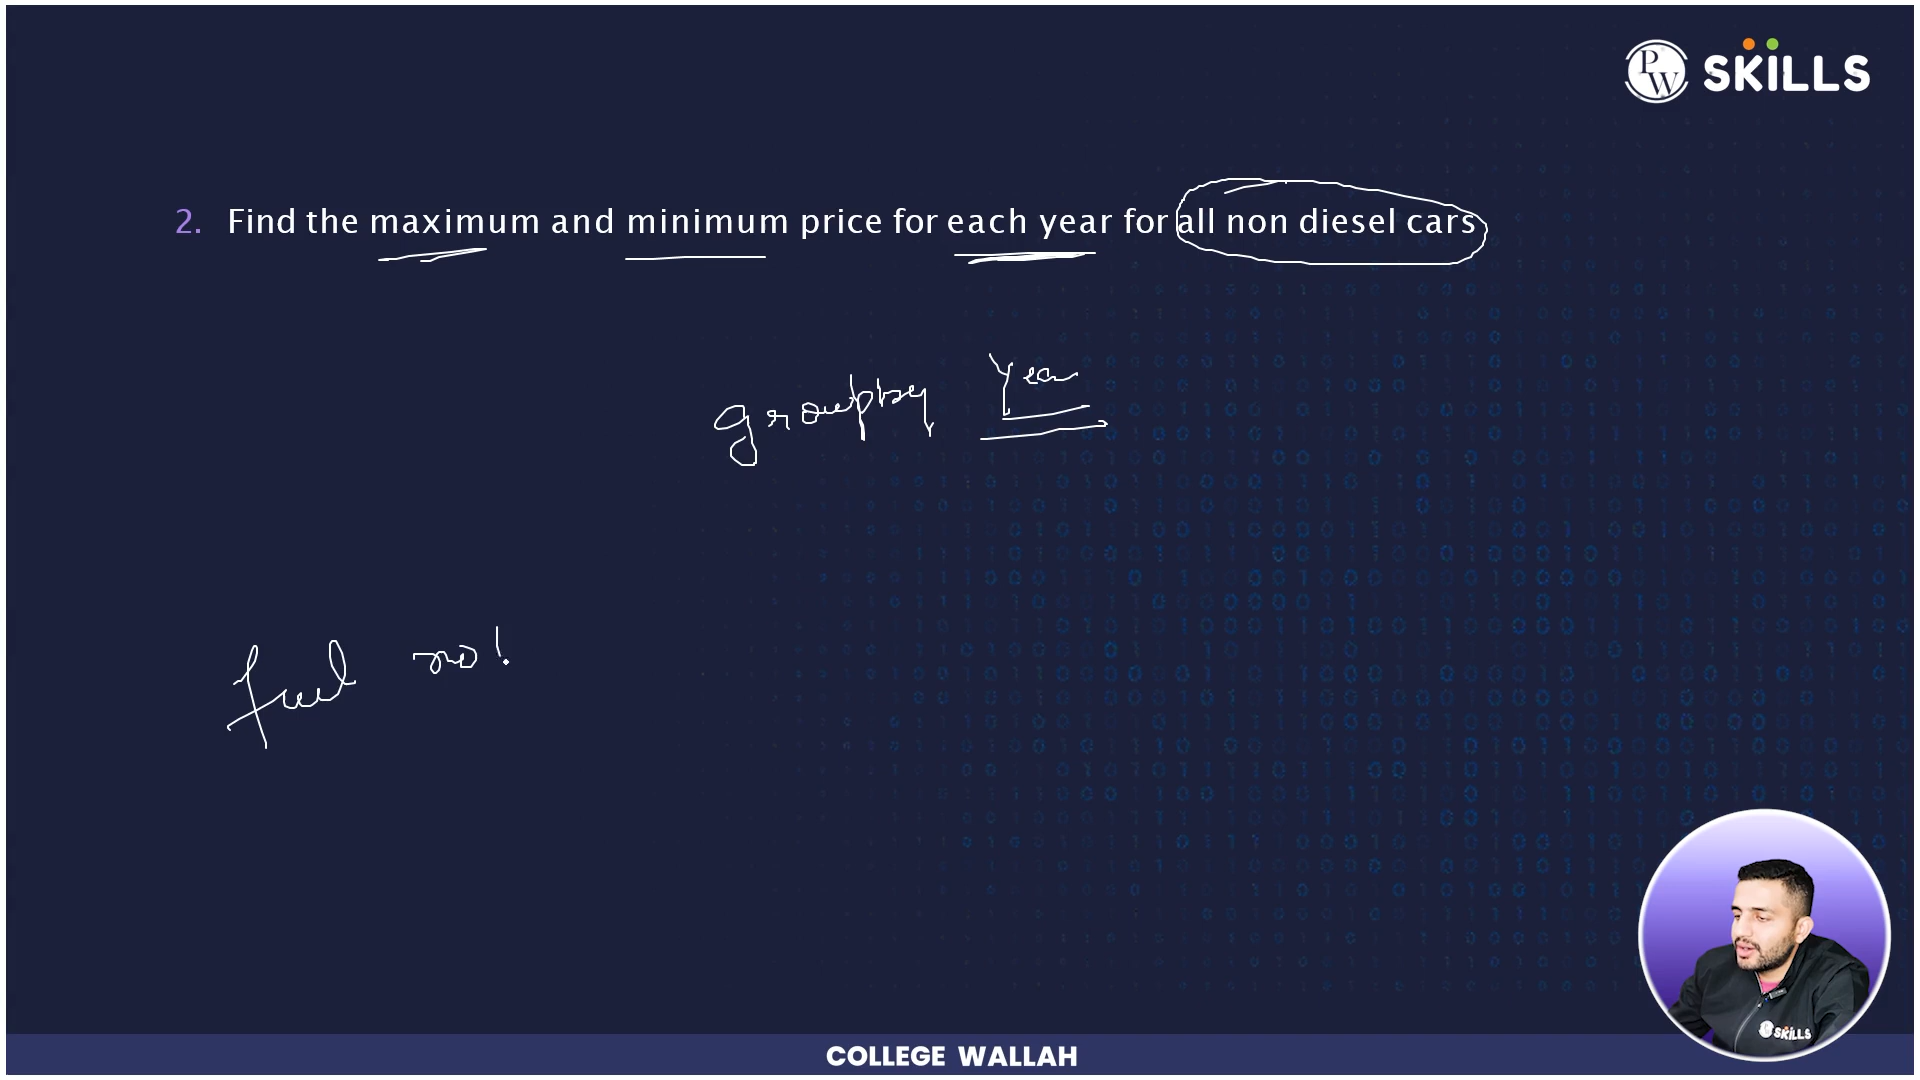 PW SKILLS
2. Find the maximum and minimum price for each year for all non diesel cars
groupby Year
fuel no!
SKILLS
COLLEGE WALLAH